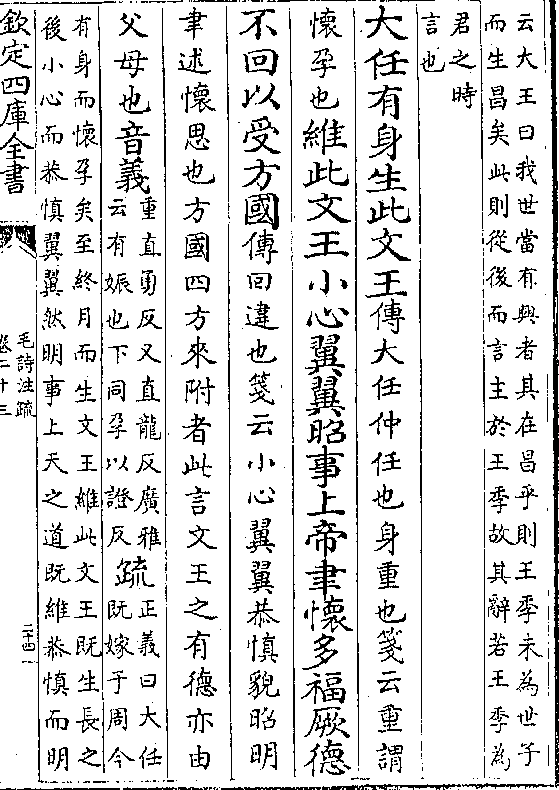 云大王曰我世當有興者其在昌乎則王季未為世子
而生昌矣此則從後而言主於王季故其辭若王季為
君之時
言也
大任有身生此文王傳大任仲任也身重也箋云重謂
懷孕也維此文王小心翼翼昭事上帝聿懷多福厥德
不回以受方國傳回違也箋云小心翼翼恭慎貌昭明
聿述懷思也方國四方來附者此言文王之有德亦由
父母也音義重直勇反又直龍反廣雅
云有娠也下同孕以證反疏正義曰大任
既嫁于周今
有身而懷孕矣至終月而生文王維此文王既生長之
後小心而恭慎翼翼然明事上天之道既維恭慎而明
欽定四庫全書
毛詩注疏
卷二十三
二十四